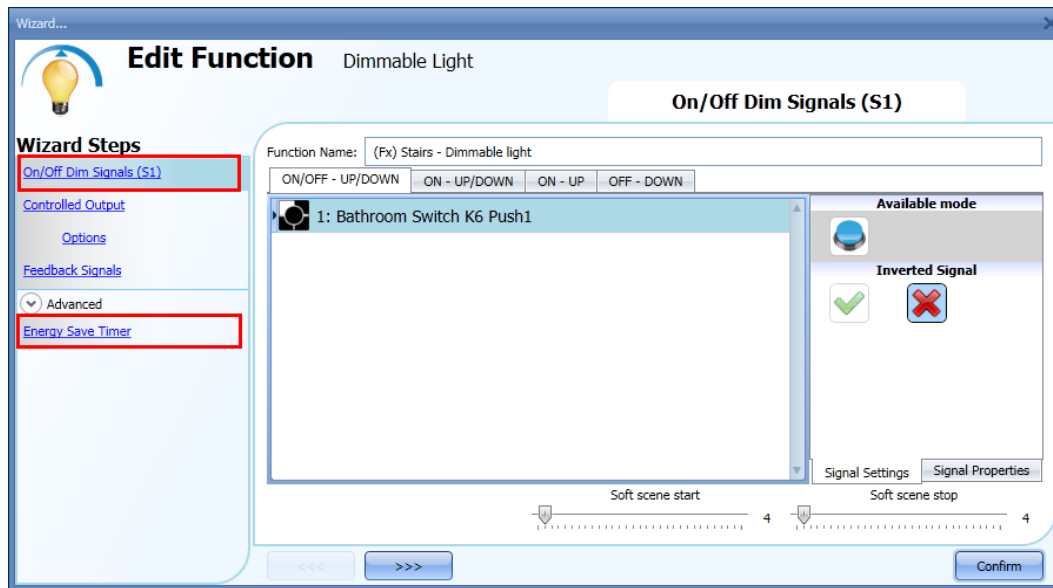 Wizard...
Edit Function Dimmable Light
On/Off Dim Signals (S1)
Wizard Steps
On/Off Dim Signals (S1)
Controlled Output
Options
Feedback Signals
Advanced
Energy Save Timer
Function Name: (Fx) Stairs - Dimmable light
ON/OFF - UP/DOWN ON - UP/DOWN ON - UP OFF - DOWN
1: Bathroom Switch K6 Push1
Available mode
Inverted Signal
Signal Settings Signal Properties
Soft scene start Soft scene stop
4 4
<<< >>> Confirm